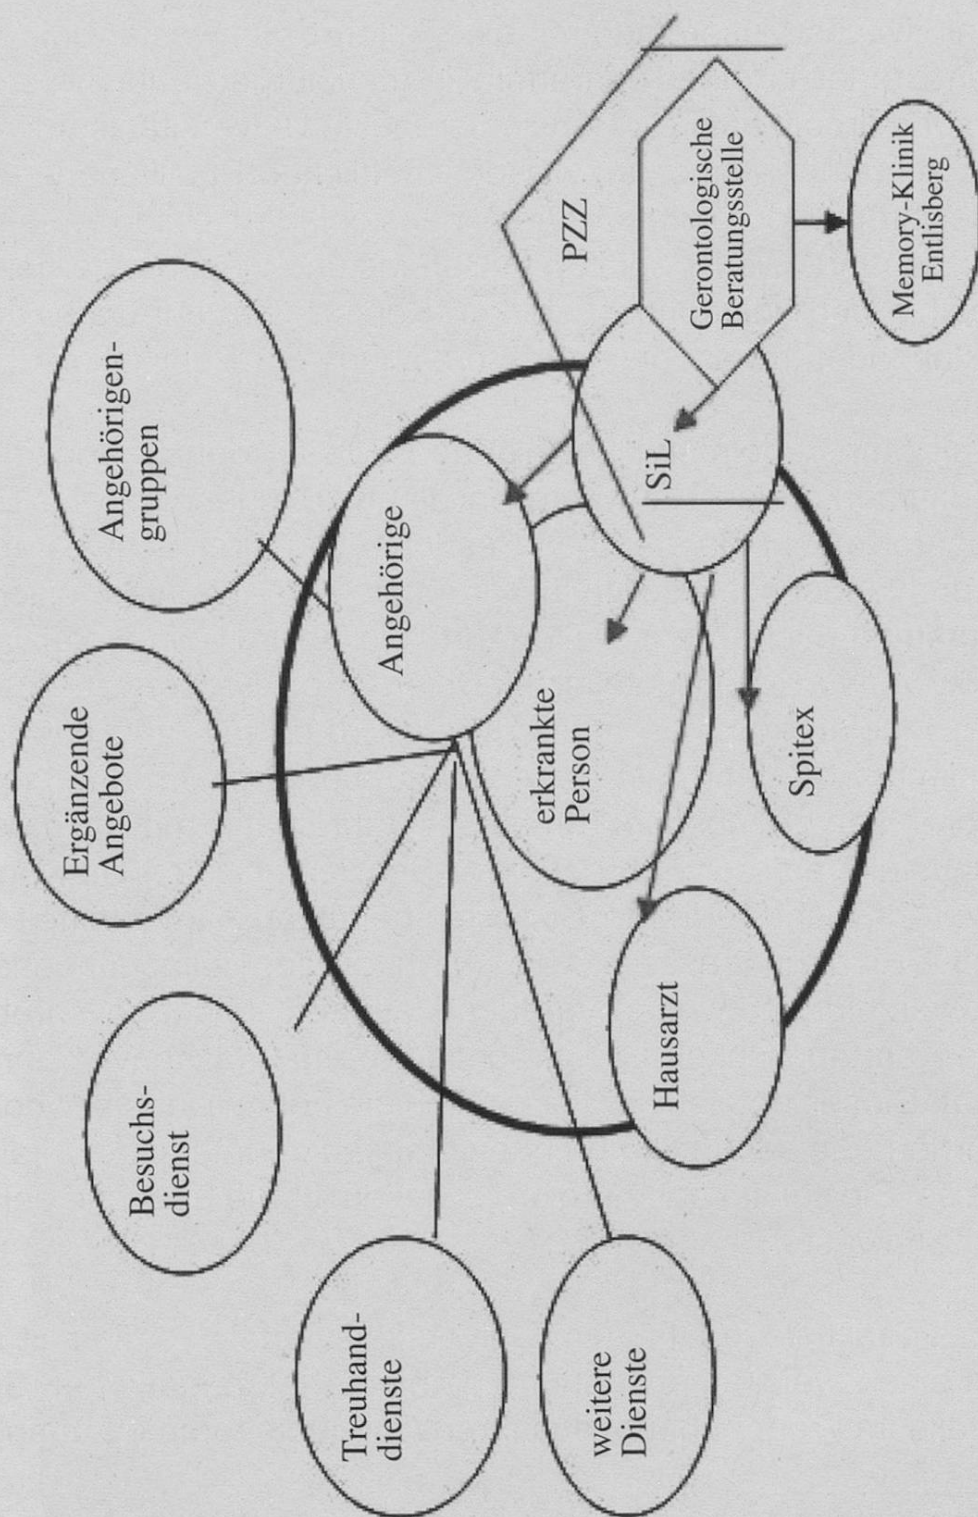 Treuhand-
dienste
weitere
Dienste
Besuchs-
dienst
Ergänzende
Angebote
Angehörigen-
gruppen
Angehörige
erkrankte
Person
Hausarzt
Spitex
SiL
PZZ
Gerontologische
Beratungsstelle
Memory-Klinik
Entlisberg